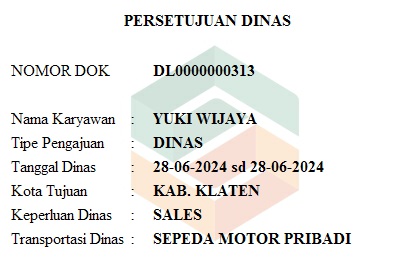 PERSETUJUAN DINAS
NOMOR DOK DL0000000313
Nama Karyawan : YUKI WIJAYA
Tipe Pengajuan : DINAS
Tanggal Dinas : 28-06-2024 sd 28-06-2024
Kota Tujuan : KAB. KLATEN
Keperluan Dinas : SALES
Transportasi Dinas : SEPEDA MOTOR PRIBADI